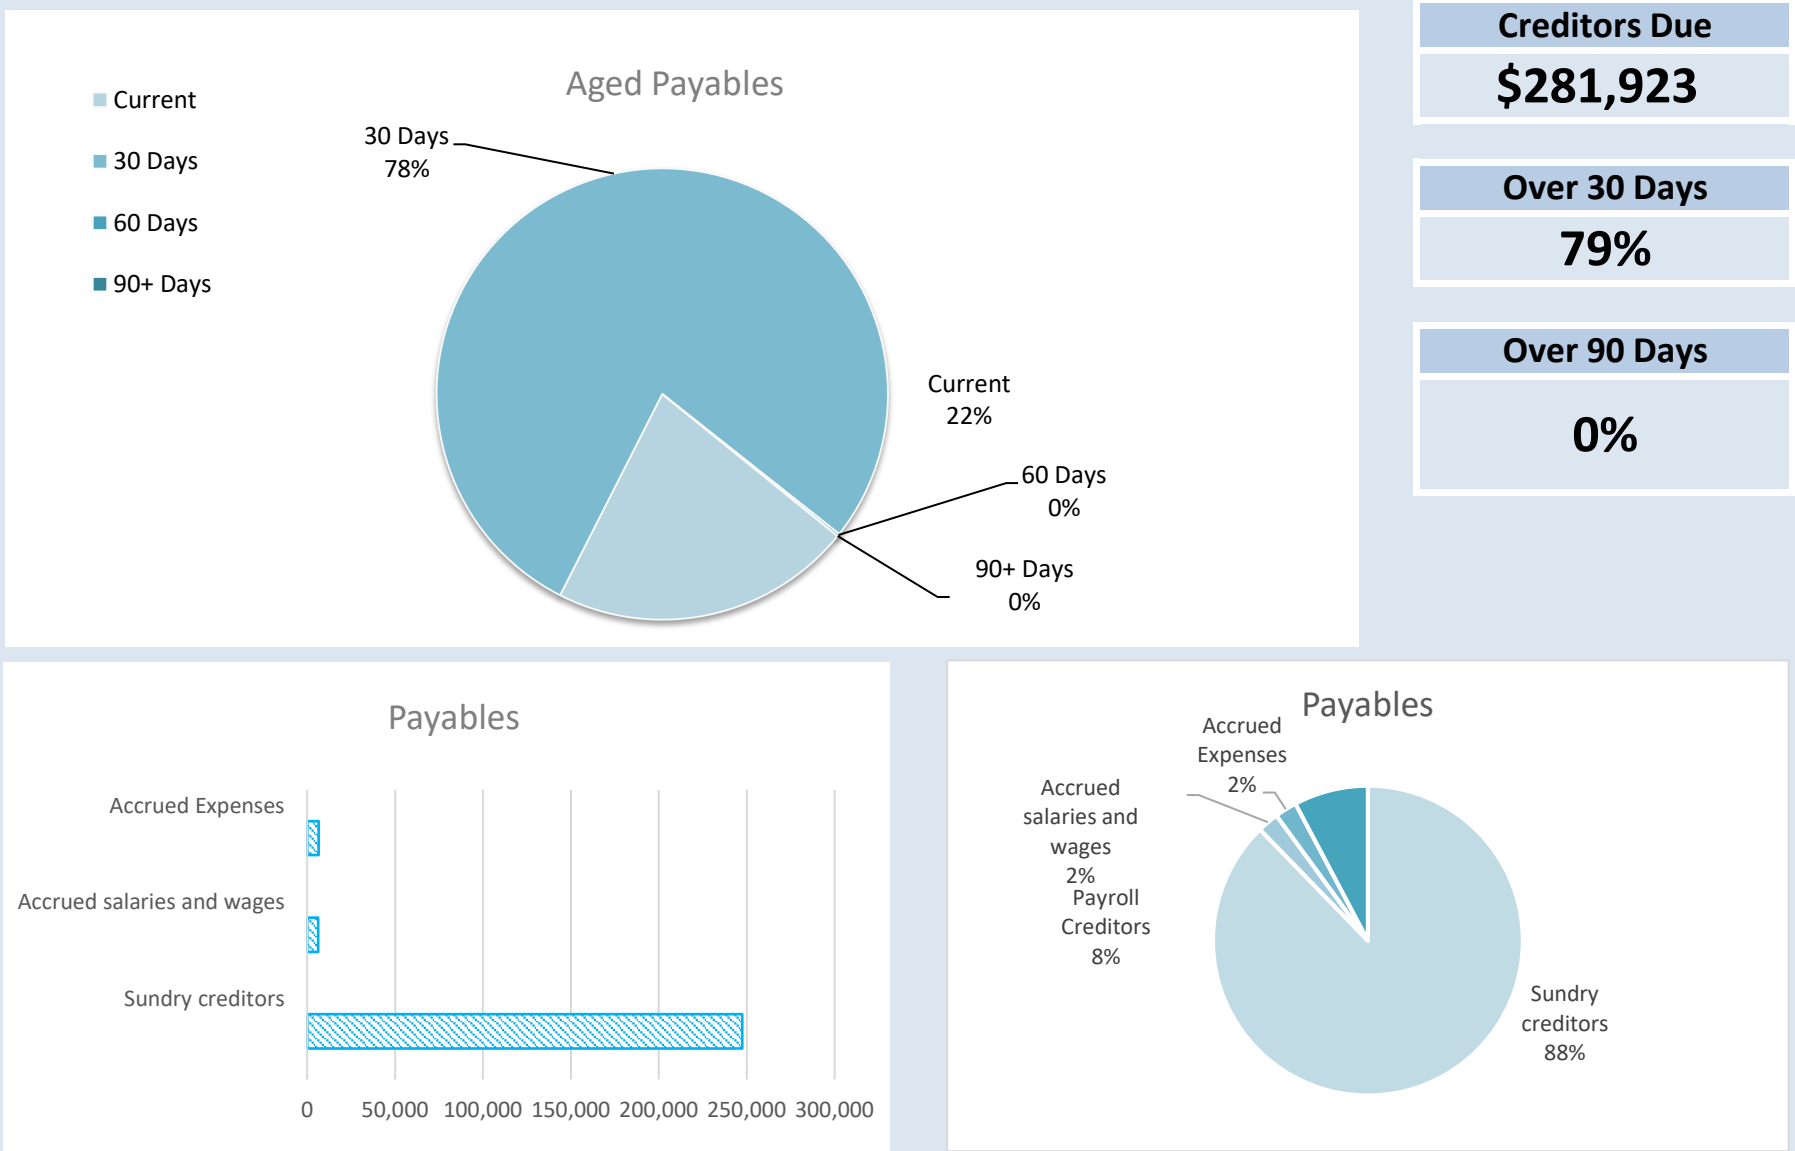 Aged Payables
Current
30 Days
60 Days
90+ Days
30 Days
78%
Current
22%
60 Days
0%
90+ Days
0%
Creditors Due
$281,923
Over 30 Days
79%
Over 90 Days
0%
Payables
Accrued Expenses
Accrued salaries and wages
Sundry creditors
0 50,000 100,000 150,000 200,000 250,000 300,000
Payables
Accrued
Expenses
2%
Accrued
salaries and
wages
2%
Payroll
Creditors
8%
Sundry
creditors
88%